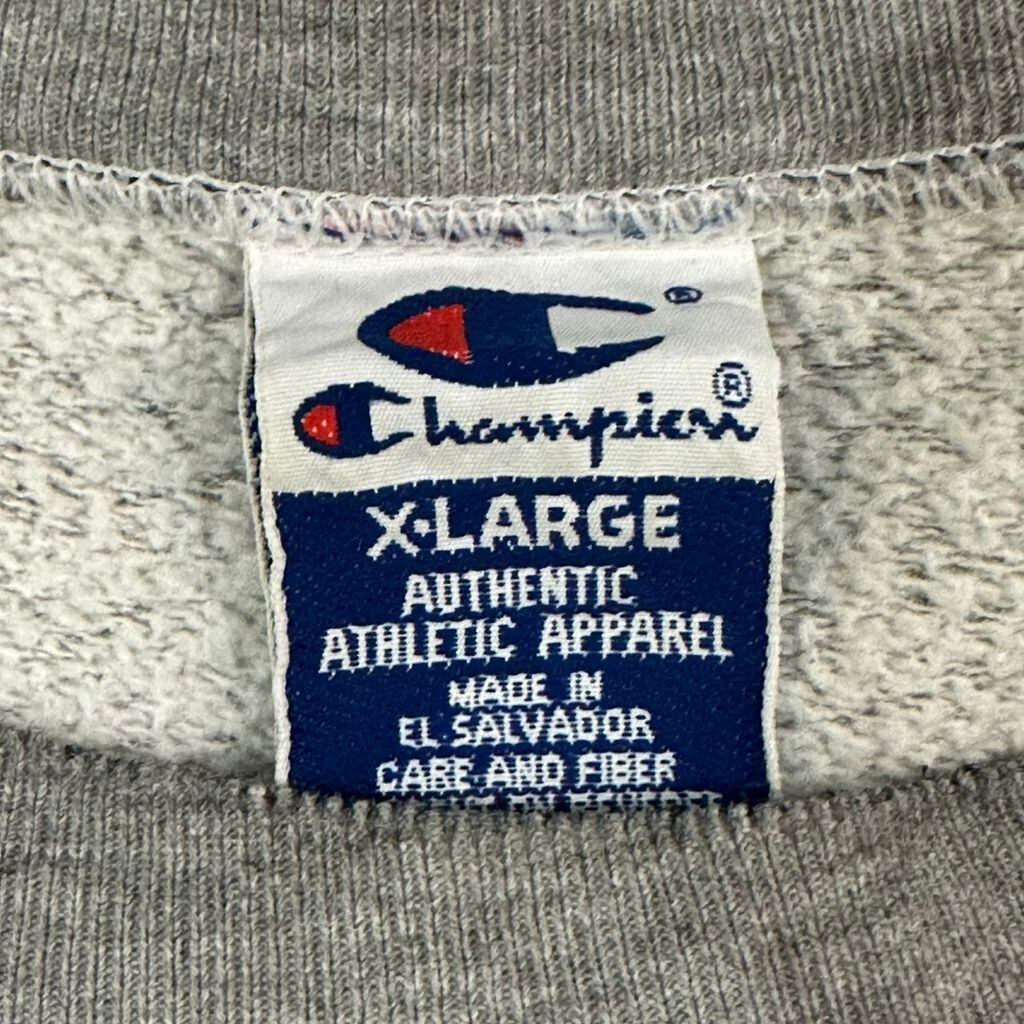 ®
Champion®
X-LARGE
AUTHENTIC
ATHLETIC APPAREL
MADE IN
EL SALVADOR
CARE AND FIBER